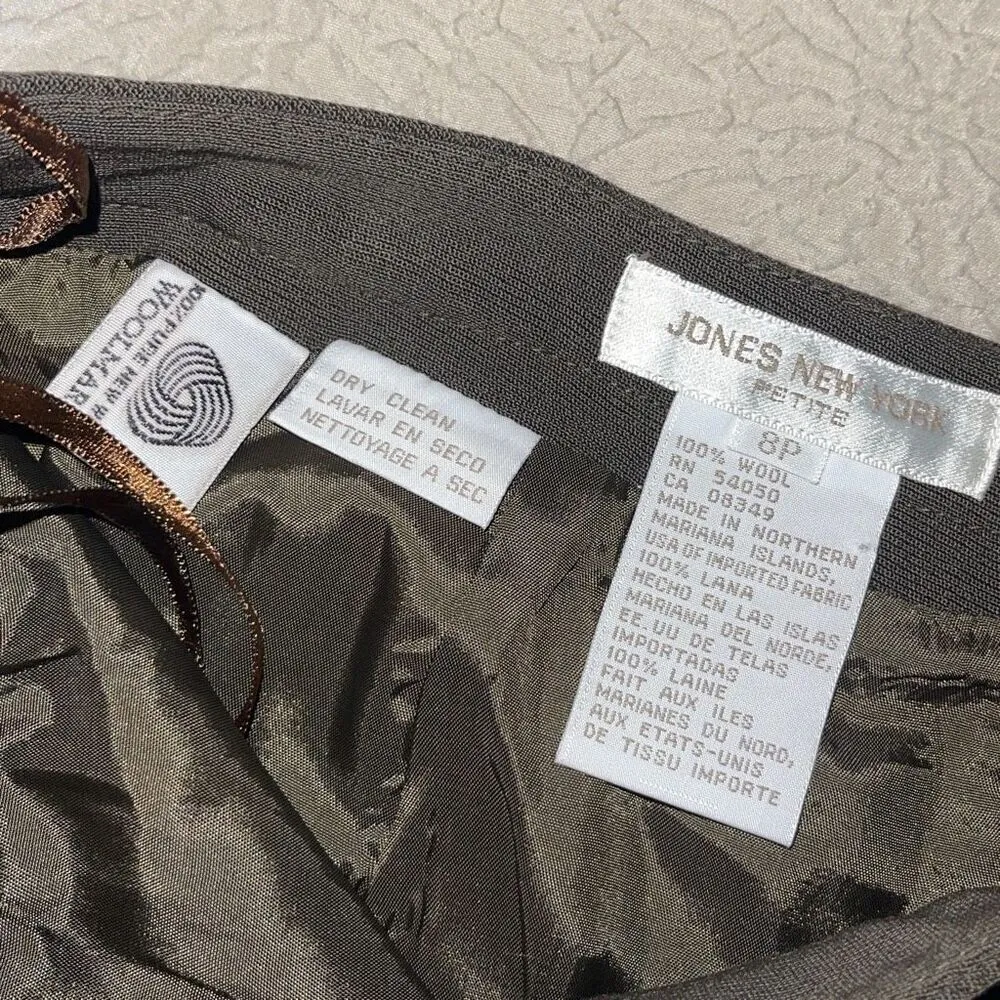 100% PURE NEW W
WOOLMAR
DRY CLEAN
LAVAR EN SECO
NETTOYAGE A SEC
JONES NEW YORK
PETITE
8P
100% WOOL
RN 54050
CA 08349
MADE IN NORTHERN
MARIANA ISLANDS,
USA OF IMPORTED FABRIC
100% LANA
HECHO EN LAS ISLAS
MARIANA DEL NORDE,
EE.UU DE TELAS
IMPORTADAS
100% LAINE
FAIT AUX ILES
MARIANES DU NORD,
AUX ETATS-UNIS
DE TISSU IMPORTE